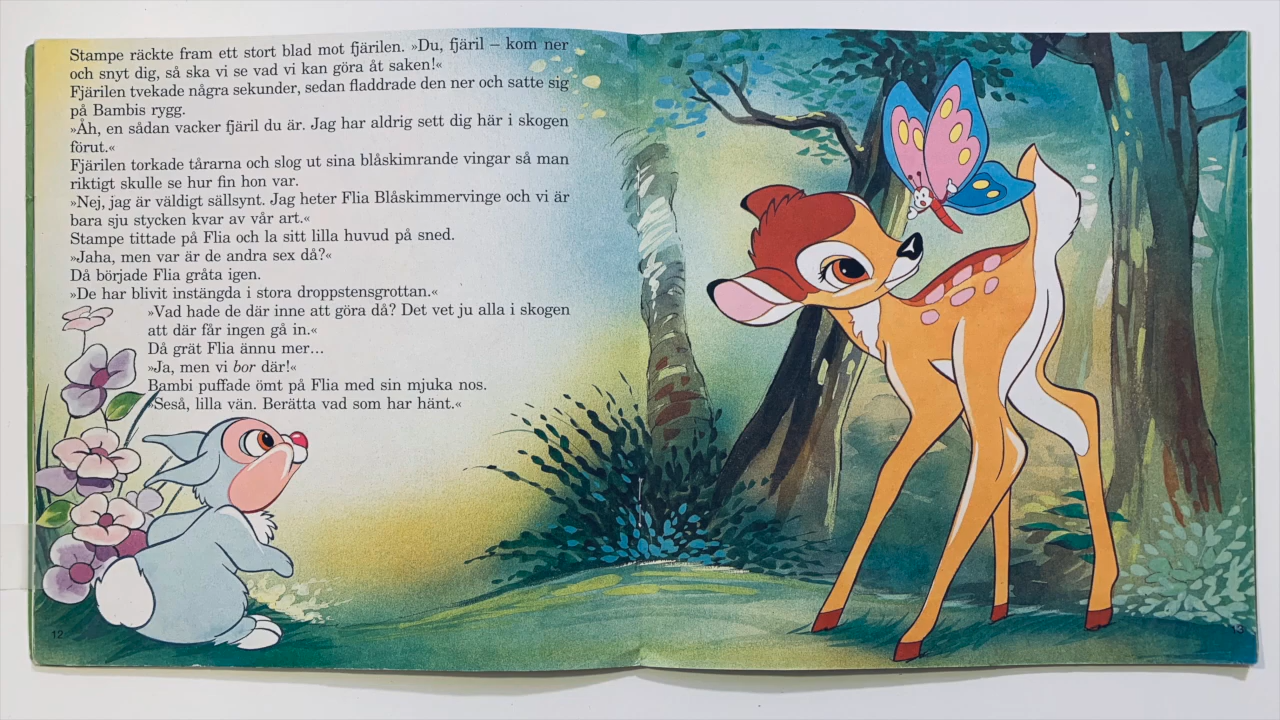 Stampe räckte fram ett stort blad mot fjärilen. »Du, fjäril – kom ner
och snyt dig, så ska vi se vad vi kan göra åt saken!«
Fjärilen tvekade några sekunder, sedan fladdrade den ner och satte sig
på Bambis rygg.
»Åh, en sådan vacker fjäril du är. Jag har aldrig sett dig här i skogen
förut.«
Fjärilen torkade tårarna och slog ut sina blåskimrande vingar så man
riktigt skulle se hur fin hon var.
»Nej, jag är väldigt sällsynt. Jag heter Flia Blåskimmervinge och vi är
bara sju stycken kvar av vår art.«
Stampe tittade på Flia och la sitt lilla huvud på sned.
»Jaha, men var är de andra sex då?«
Då började Flia gråta igen.
»De har blivit instängda i stora droppstensgrottan.«
»Vad hade de där inne att göra då? Det vet ju alla i skogen
att där får ingen gå in.«
Då grät Flia ännu mer...
»Ja, men vi bor där!«
Bambi puffade ömt på Flia med sin mjuka nos.
»Seså, lilla vän. Berätta vad som har hänt.«
12
13